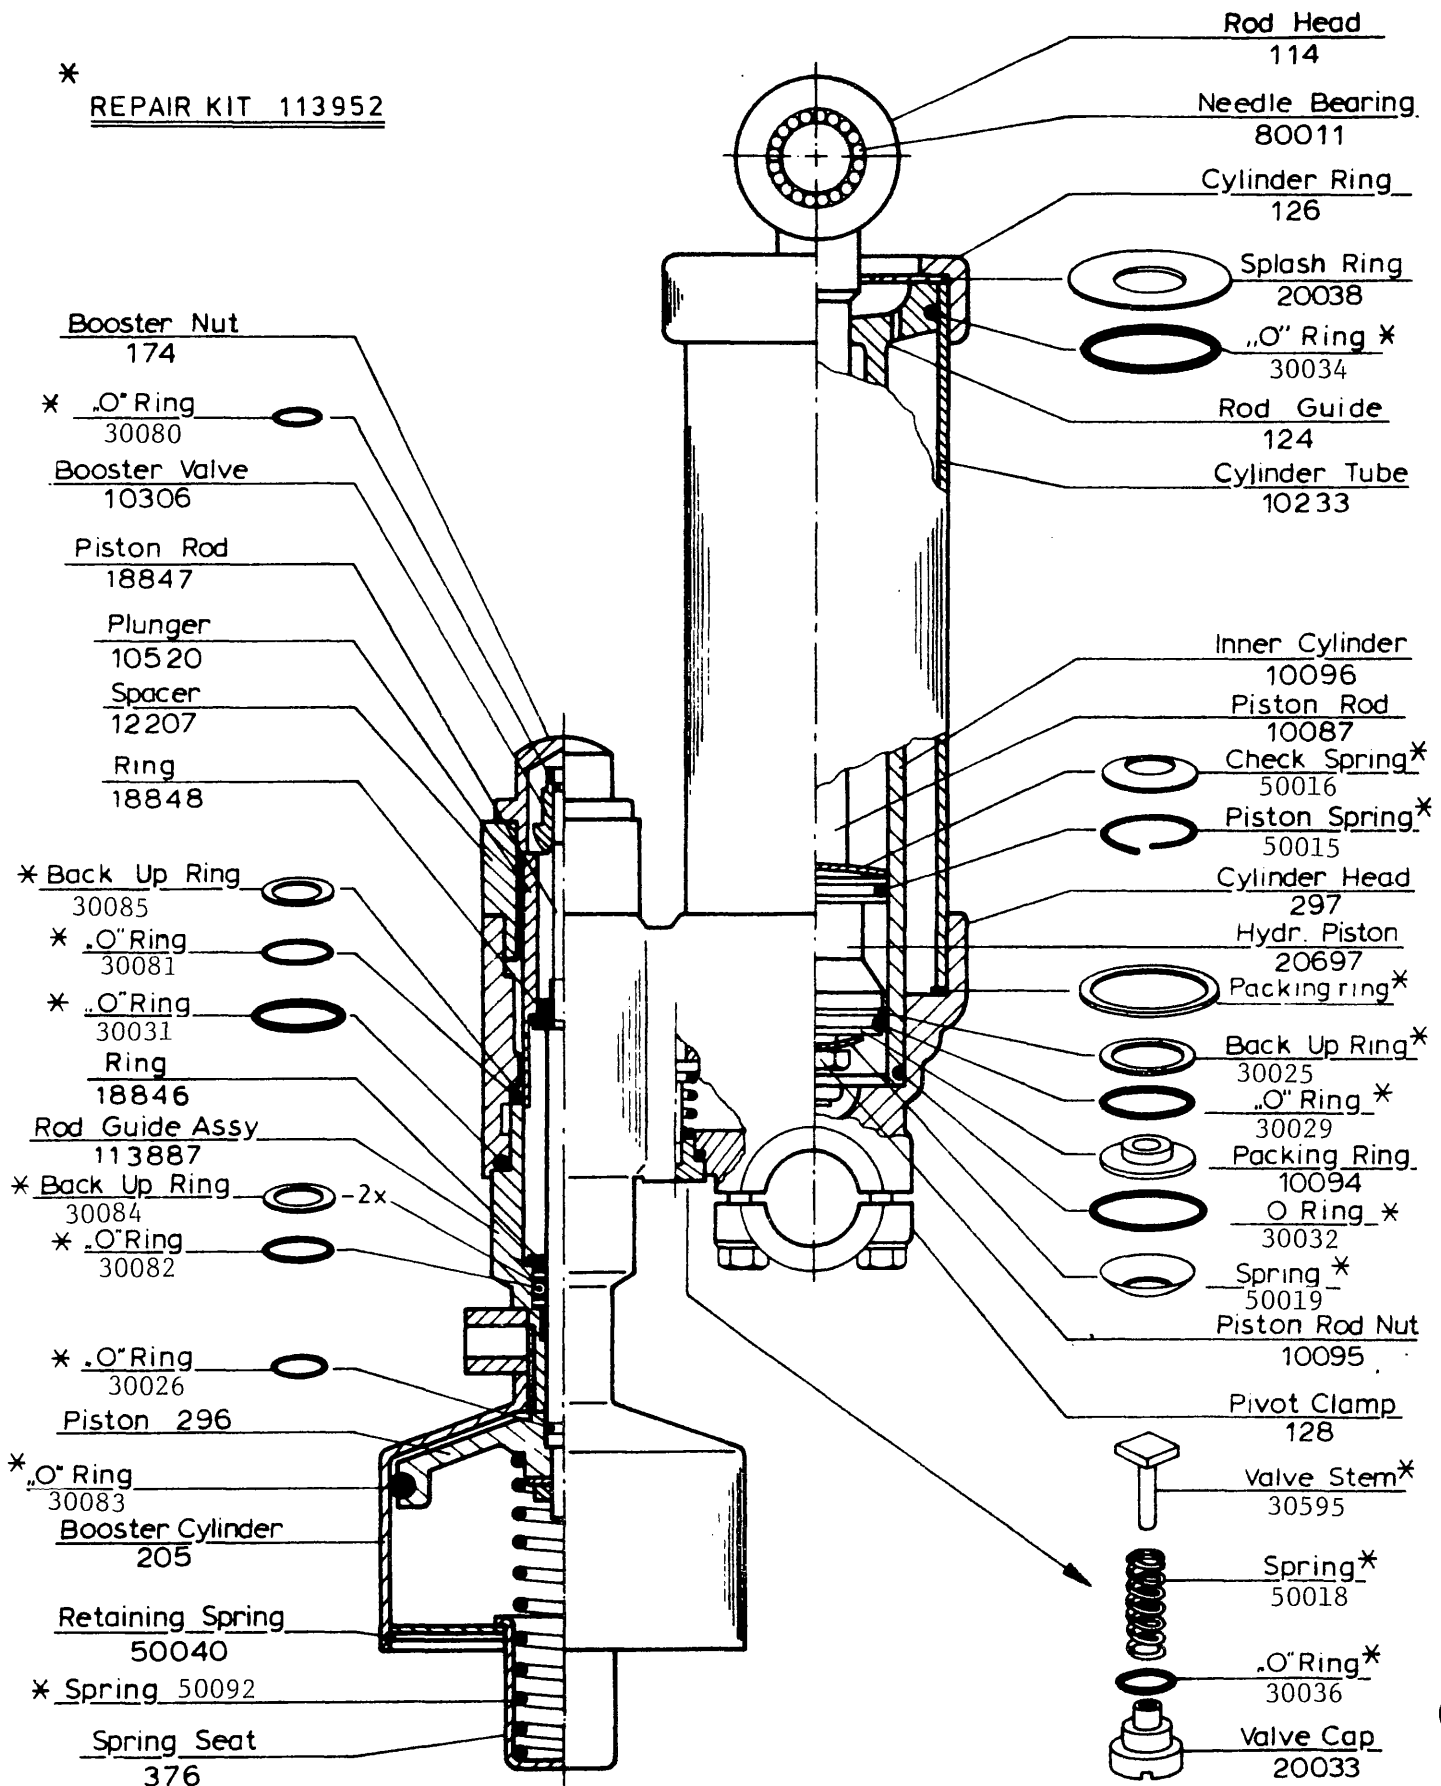 *
REPAIR KIT 113952
Booster Nut
174
* „O" Ring
30080
Booster Valve
10306
Piston Rod
18847
Plunger
10520
Spacer
12207
Ring
18848
* Back Up Ring
30085
* „O" Ring
30081
* „O" Ring
30031
Ring
18846
Rod Guide Assy
113887
* Back Up Ring -2x
30084
* „O" Ring
30082
* „O" Ring
30026
Piston 296
* „O" Ring
30083
Booster Cylinder
205
Retaining Spring
50040
* Spring 50092
Spring Seat
376
Rod Head
114
Needle Bearing
80011
Cylinder Ring
126
Splash Ring
20038
„O" Ring *
30034
Rod Guide
124
Cylinder Tube
10233
Inner Cylinder
10096
Piston Rod
10087
Check Spring *
50016
Piston Spring *
50015
Cylinder Head
297
Hydr. Piston
20697
Packing ring *
Back Up Ring *
30025
„O" Ring *
30029
Packing Ring
10094
O Ring *
30032
Spring *
50019
Piston Rod Nut
10095
Pivot Clamp
128
Valve Stem *
30595
Spring *
50018
„O" Ring *
30036
Valve Cap
20033